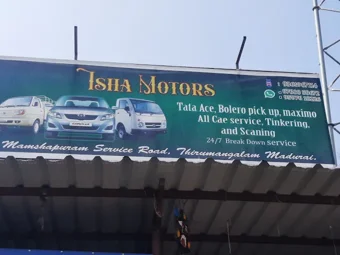 Isha Motors
Tata Ace, Bolero pick up, maximo
All Cae service, Tinkering,
and Scaning
24/7 Break Down service
Mamshapuram Service Road, Thirumangalam Madurai.